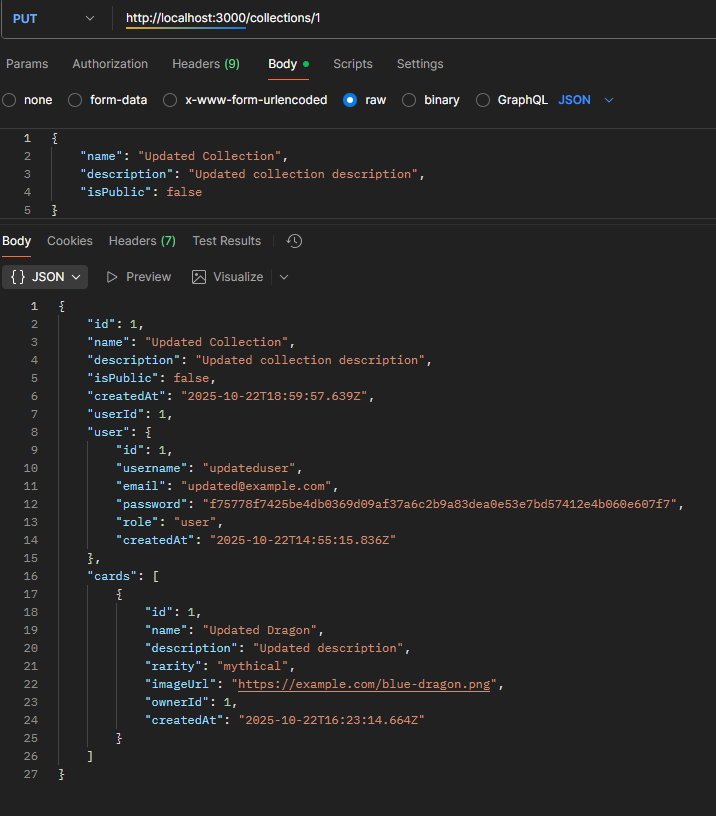 PUT http://localhost:3000/collections/1
Params Authorization Headers (9) Body Scripts Settings
none form-data x-www-form-urlencoded raw binary GraphQL JSON
1 {
2 "name": "Updated Collection",
3 "description": "Updated collection description",
4 "isPublic": false
5 }
Body Cookies Headers (7) Test Results
{} JSON Preview Visualize
1 {
2 "id": 1,
3 "name": "Updated Collection",
4 "description": "Updated collection description",
5 "isPublic": false,
6 "createdAt": "2025-10-22T18:59:57.639Z",
7 "userId": 1,
8 "user": {
9 "id": 1,
10 "username": "updateduser",
11 "email": "updated@example.com",
12 "password": "f75778f7425be4db0369d09af37a6c2b9a83dea0e53e7bd57412e4b060e607f7",
13 "role": "user",
14 "createdAt": "2025-10-22T14:55:15.836Z"
15 },
16 "cards": [
17 {
18 "id": 1,
19 "name": "Updated Dragon",
20 "description": "Updated description",
21 "rarity": "mythical",
22 "imageUrl": "https://example.com/blue-dragon.png",
23 "ownerId": 1,
24 "createdAt": "2025-10-22T16:23:14.664Z"
25 }
26 ]
27 }